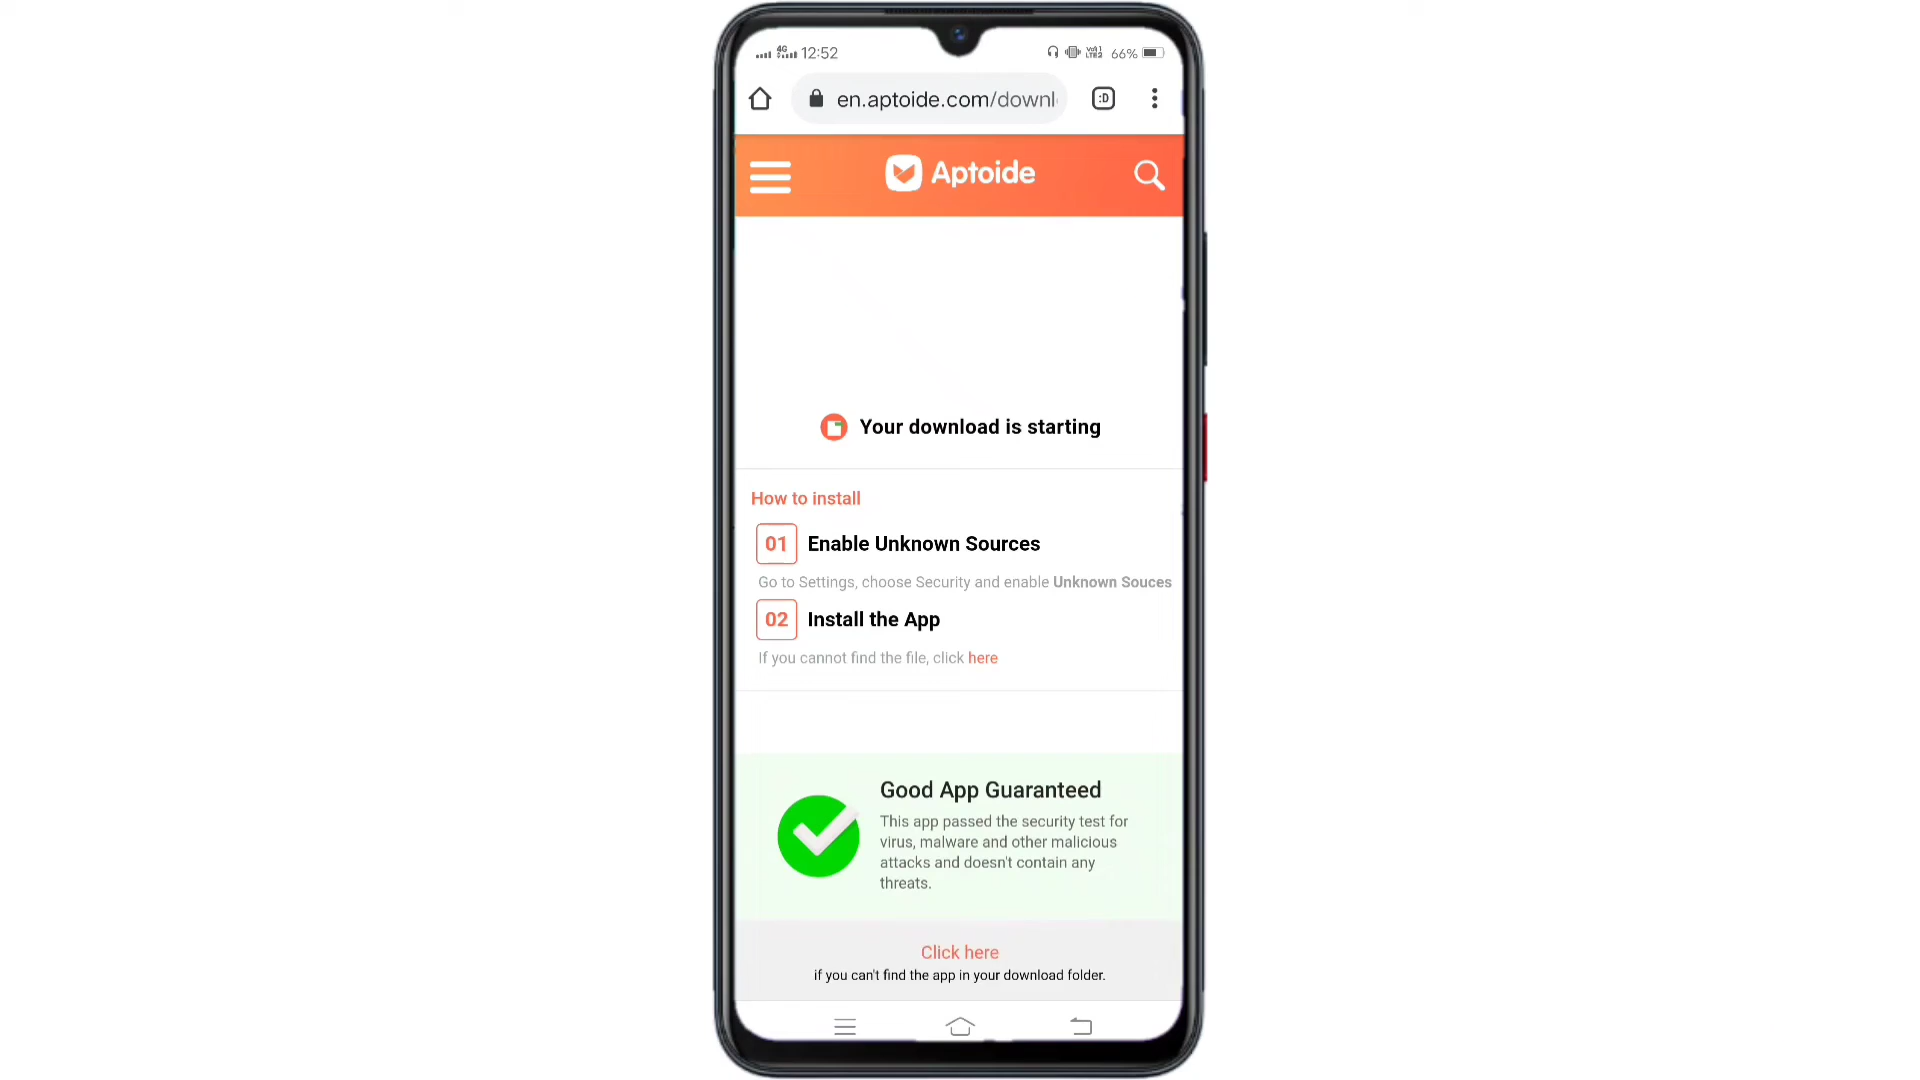 4G 12:52 66%
en.aptoide.com/downl :D
Aptoide
Your download is starting
How to install
01 Enable Unknown Sources
Go to Settings, choose Security and enable Unknown Souces
02 Install the App
If you cannot find the file, click here
Good App Guaranteed
This app passed the security test for
virus, malware and other malicious
attacks and doesn't contain any
threats.
Click here
if you can't find the app in your download folder.